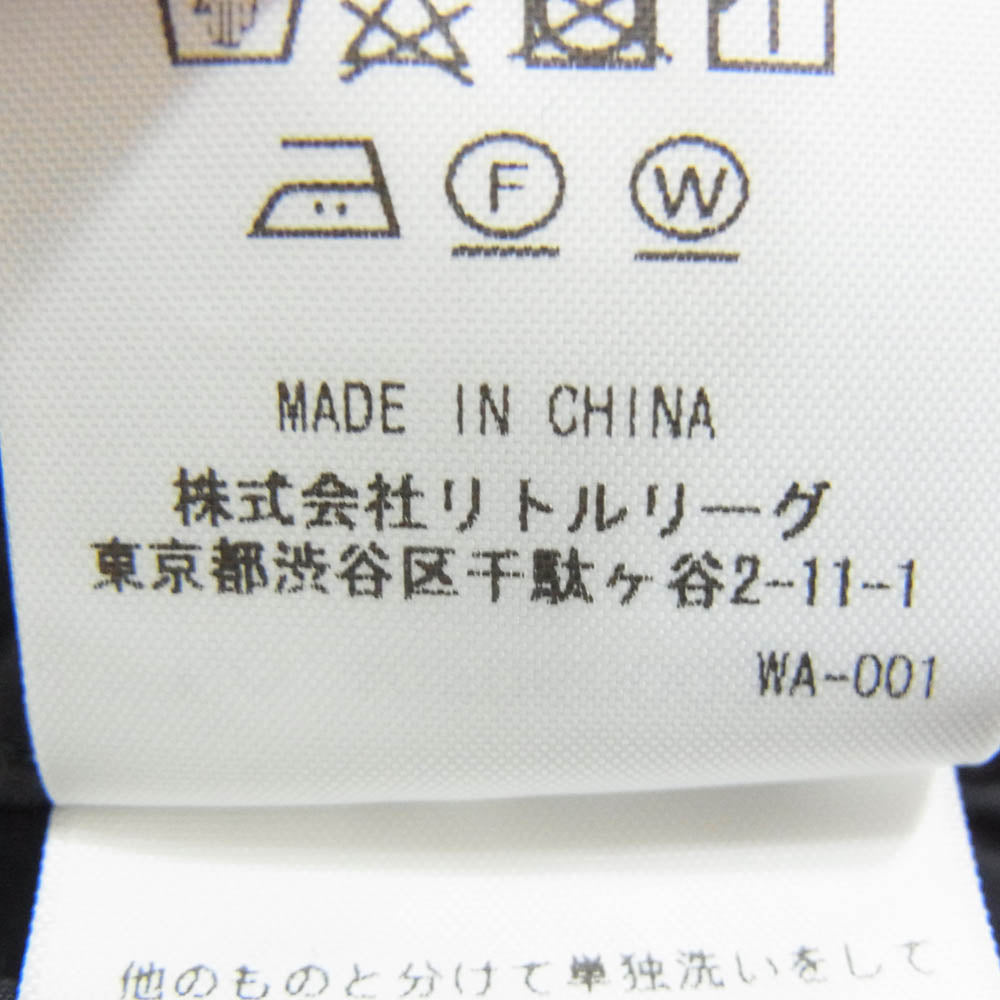 F W
MADE IN CHINA
株式会社リトルリーグ
東京都渋谷区千駄ヶ谷2-11-1
WA-001
他のものと分けて単独洗いをして